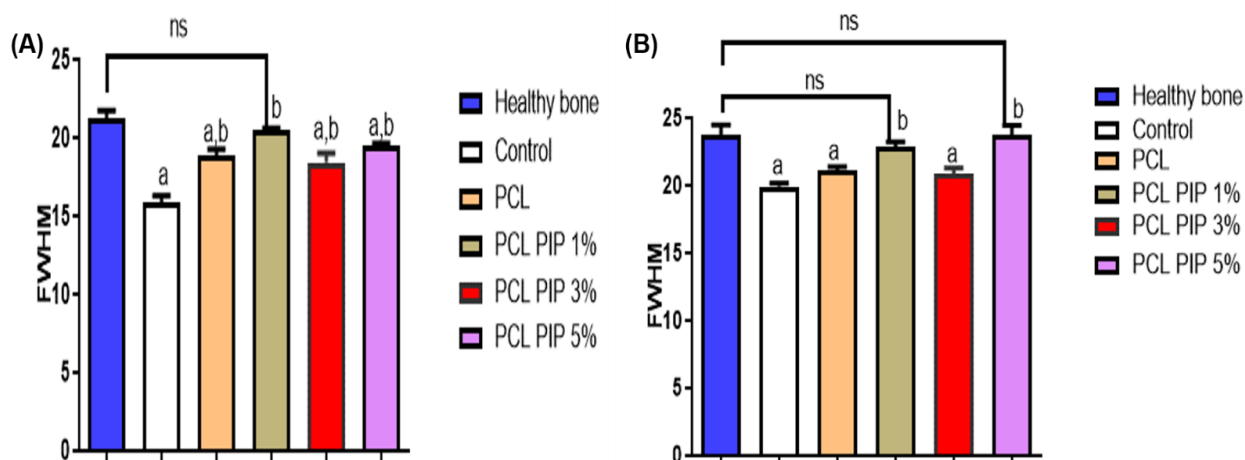 (A)
ns
25
20
15
10
5
0
FWHM
a
a,b
b
a,b
a,b
Healthy bone
Control
PCL
PCL PIP 1%
PCL PIP 3%
PCL PIP 5%
(B)
ns
ns
25
20
15
10
5
0
FWHM
a
a
b
a
b
Healthy bone
Control
PCL
PCL PIP 1%
PCL PIP 3%
PCL PIP 5%